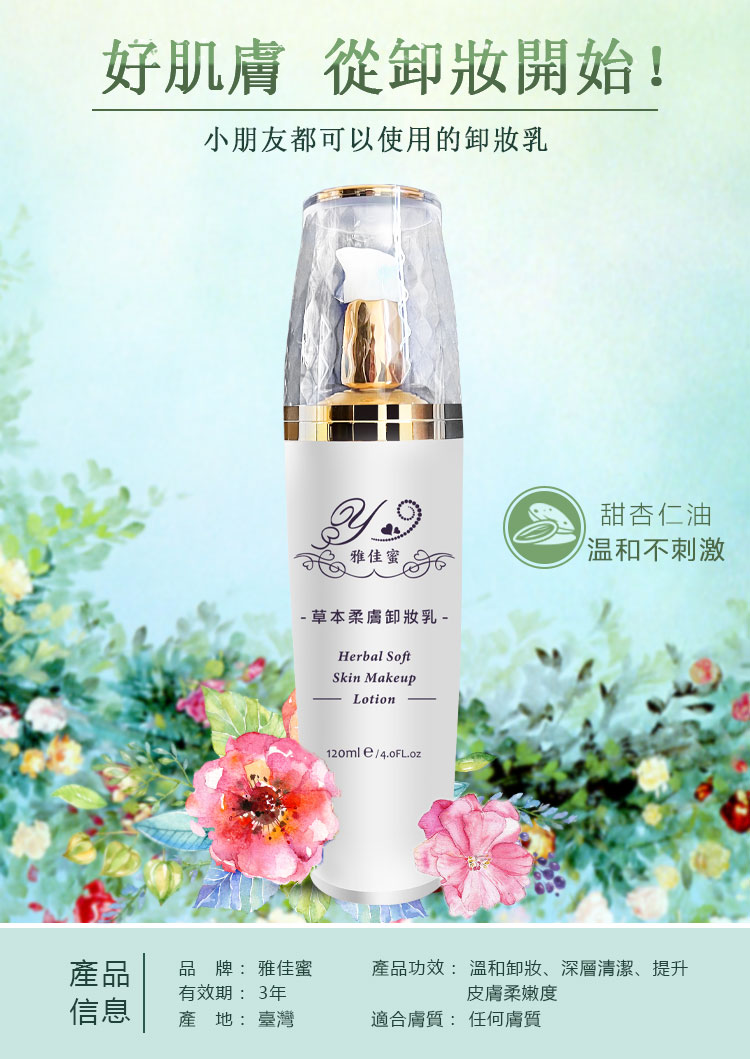 好肌膚 從卸妝開始!
小朋友都可以使用的卸妝乳
甜杏仁油
溫和不刺激
Y
雅佳蜜
-草本柔膚卸妝乳-
Herbal Soft
Skin Makeup
Lotion
120ml e/4.0FL.oz
產品
信息
品 牌： 雅佳蜜
有效期： 3年
產 地： 臺灣
產品功效： 溫和卸妝、深層清潔、提升
皮膚柔嫩度
適合膚質： 任何膚質